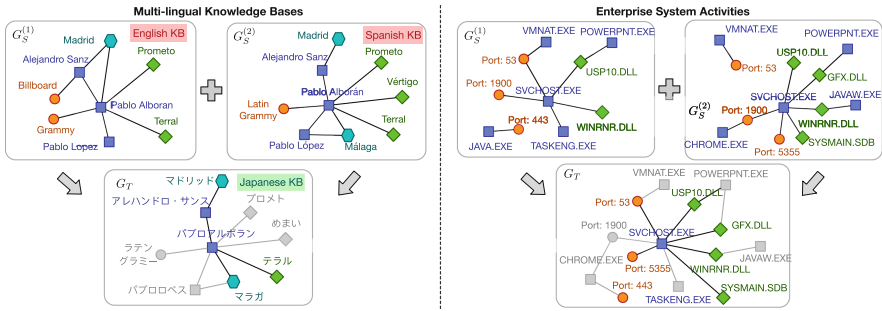 Multi-lingual Knowledge Bases
G_S^{(1)}
English KB
Madrid
Alejandro Sanz
Prometo
Billboard
Pablo Alboran
Grammy
Terral
Pablo Lopez
G_S^{(2)}
Spanish KB
Madrid
Alejandro Sanz
Prometo
Pablo Alborán
Vértigo
Latin
Grammy
Terral
Pablo López
Málaga
G_T
Japanese KB
マドリッド
アレハンドロ・サンス
プロメト
パブロアルボラン
めまい
ラテン
グラミー
テラル
パブロロペス
マラガ
Enterprise System Activities
G_S^{(1)}
VMNAT.EXE
POWERPNT.EXE
Port: 53
USP10.DLL
Port: 1900
SVCHOST.EXE
Port: 443
WINRNR.DLL
JAVA.EXE
TASKENG.EXE
VMNAT.EXE
POWERPNT.EXE
USP10.DLL
Port: 53
GFX.DLL
SVCHOST.EXE
JAVAW.EXE
G_S^{(2)}
Port: 1900
WINRNR.DLL
CHROME.EXE
SYSMAIN.SDB
Port: 5355
G_T
VMNAT.EXE
POWERPNT.EXE
Port: 53
USP10.DLL
Port: 1900
SVCHOST.EXE
GFX.DLL
CHROME.EXE
JAVAW.EXE
Port: 5355
WINRNR.DLL
Port: 443
SYSMAIN.SDB
TASKENG.EXE